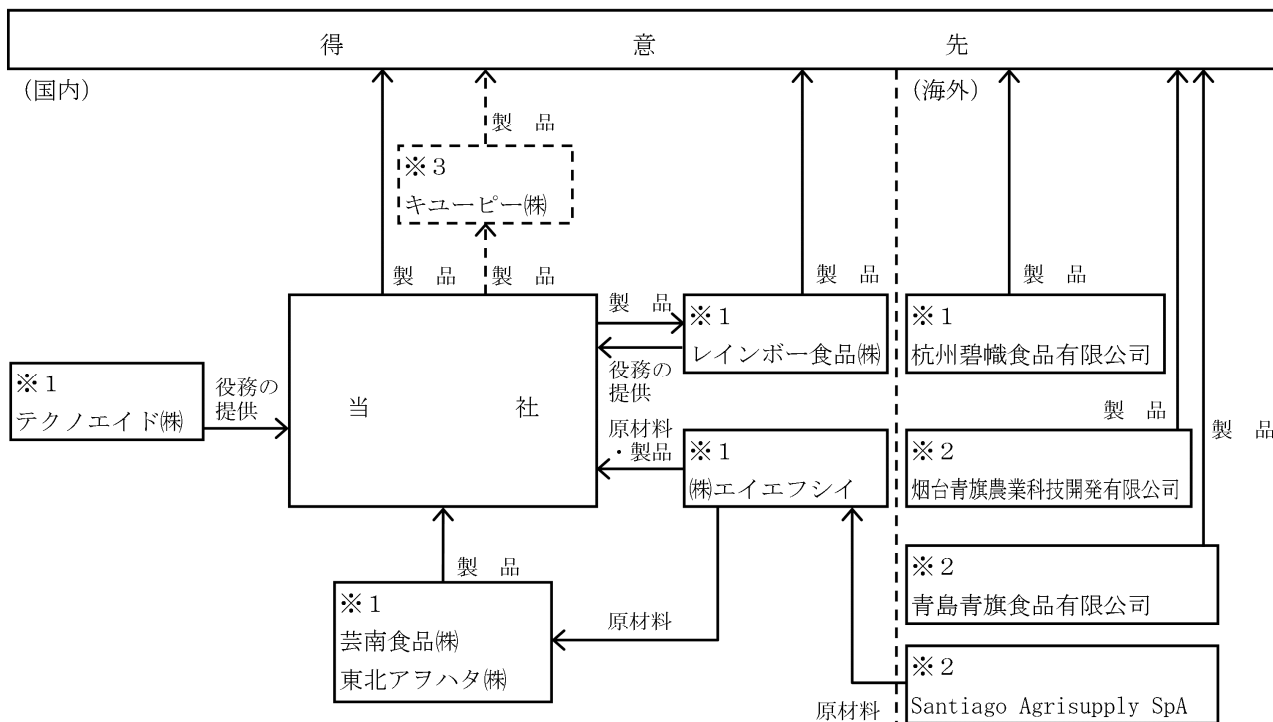 得意先
(国内)
(海外)
製品
※3
キユーピー㈱
製品
製品
製品
製品
製品
※1
レインボー食品㈱
※1
杭州碧幟食品有限公司
※1
テクノエイド㈱
役務の
提供
当社
役務の
提供
原材料
・製品
※1
㈱エイエフシイ
製品
※2
烟台青旗農業科技開発有限公司
製品
※2
青島青旗食品有限公司
製品
※1
芸南食品㈱
東北アヲハタ㈱
原材料
※2
Santiago Agrisupply SpA
原材料